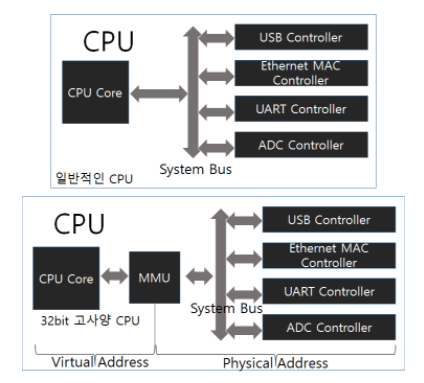 CPU
USB Controller
Ethernet MAC
Controller
CPU Core
UART Controller
ADC Controller
System Bus
일반적인 CPU
CPU
USB Controller
Ethernet MAC
Controller
CPU Core
MMU
UART Controller
System Bus
32bit 고사양 CPU
ADC Controller
Virtual Address
Physical Address